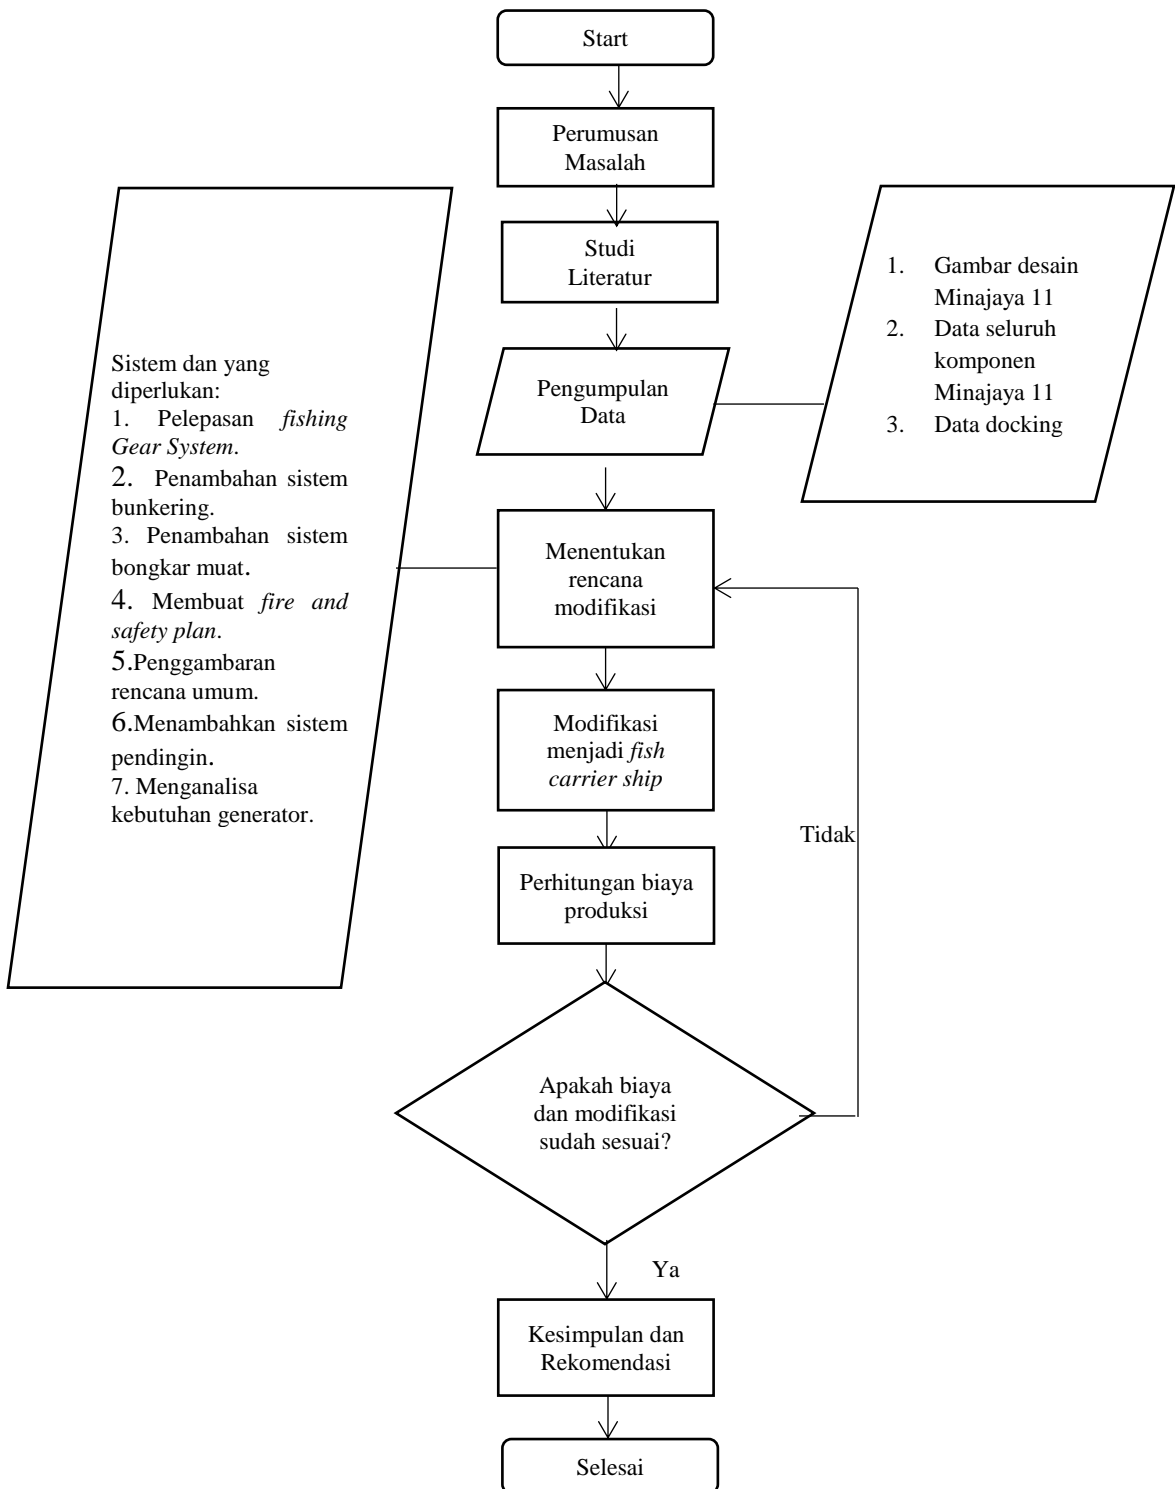 Start
Perumusan
Masalah
Studi
Literatur
Pengumpulan
Data
1. Gambar desain
Minajaya 11
2. Data seluruh
komponen
Minajaya 11
3. Data docking
Sistem dan yang
diperlukan:
1. Pelepasan fishing
Gear System.
2. Penambahan sistem
bunkering.
3. Penambahan sistem
bongkar muat.
4. Membuat fire and
safety plan.
5.Penggambaran
rencana umum.
6.Menambahkan sistem
pendingin.
7. Menganalisa
kebutuhan generator.
Menentukan
rencana
modifikasi
Modifikasi
menjadi fish
carrier ship
Perhitungan biaya
produksi
Tidak
Apakah biaya
dan modifikasi
sudah sesuai?
Ya
Kesimpulan dan
Rekomendasi
Selesai